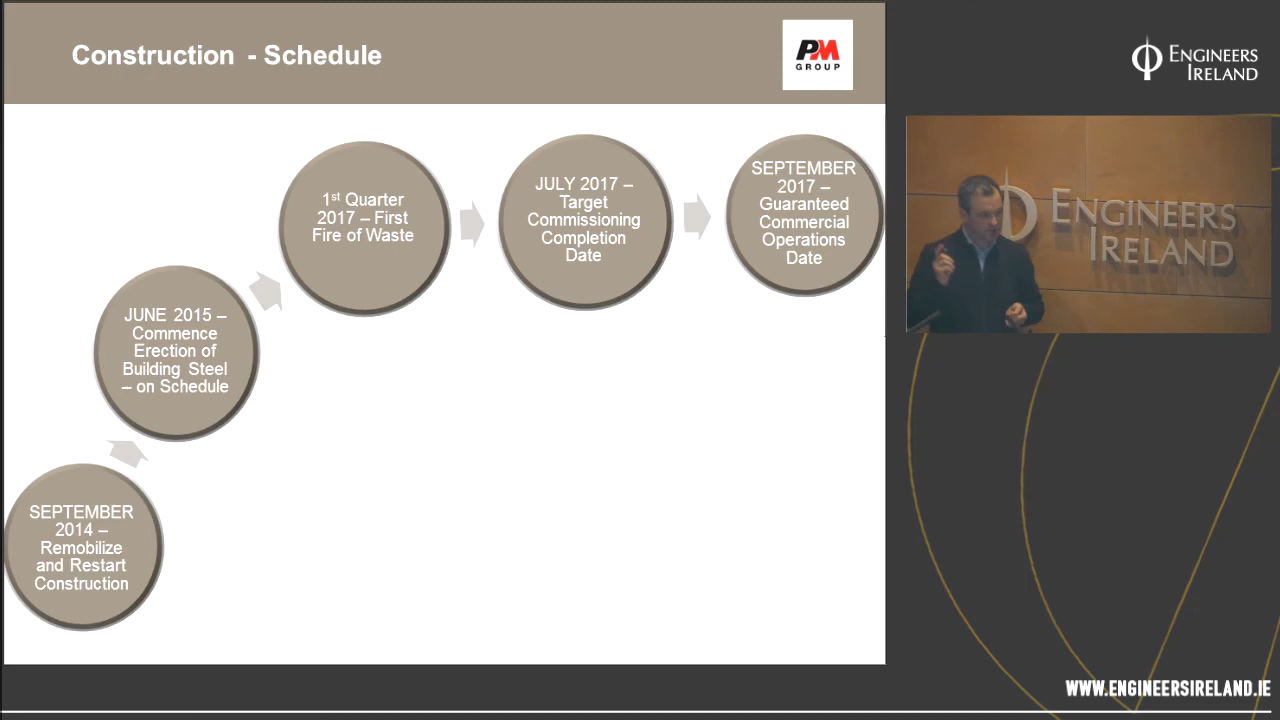 Construction - Schedule
PM
GROUP
ENGINEERS
IRELAND
1st Quarter
2017 – First
Fire of Waste
JULY 2017 –
Target
Commissioning
Completion
Date
SEPTEMBER
2017 –
Guaranteed
Commercial
Operations
Date
JUNE 2015 –
Commence
Erection of
Building Steel
– on Schedule
SEPTEMBER
2014 –
Remobilize
and Restart
Construction
ENGINEERS
IRELAND
WWW.ENGINEERSIRELAND.IE